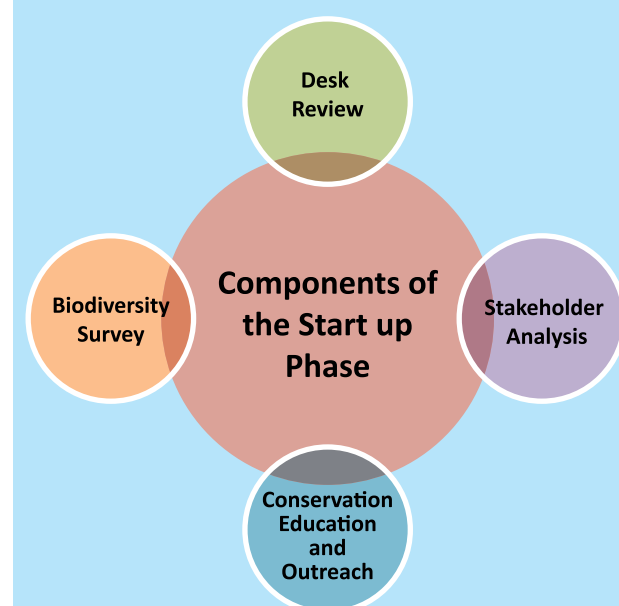 Desk
Review
Components of
the Start up
Phase
Biodiversity
Survey
Stakeholder
Analysis
Conservation
Education
and
Outreach